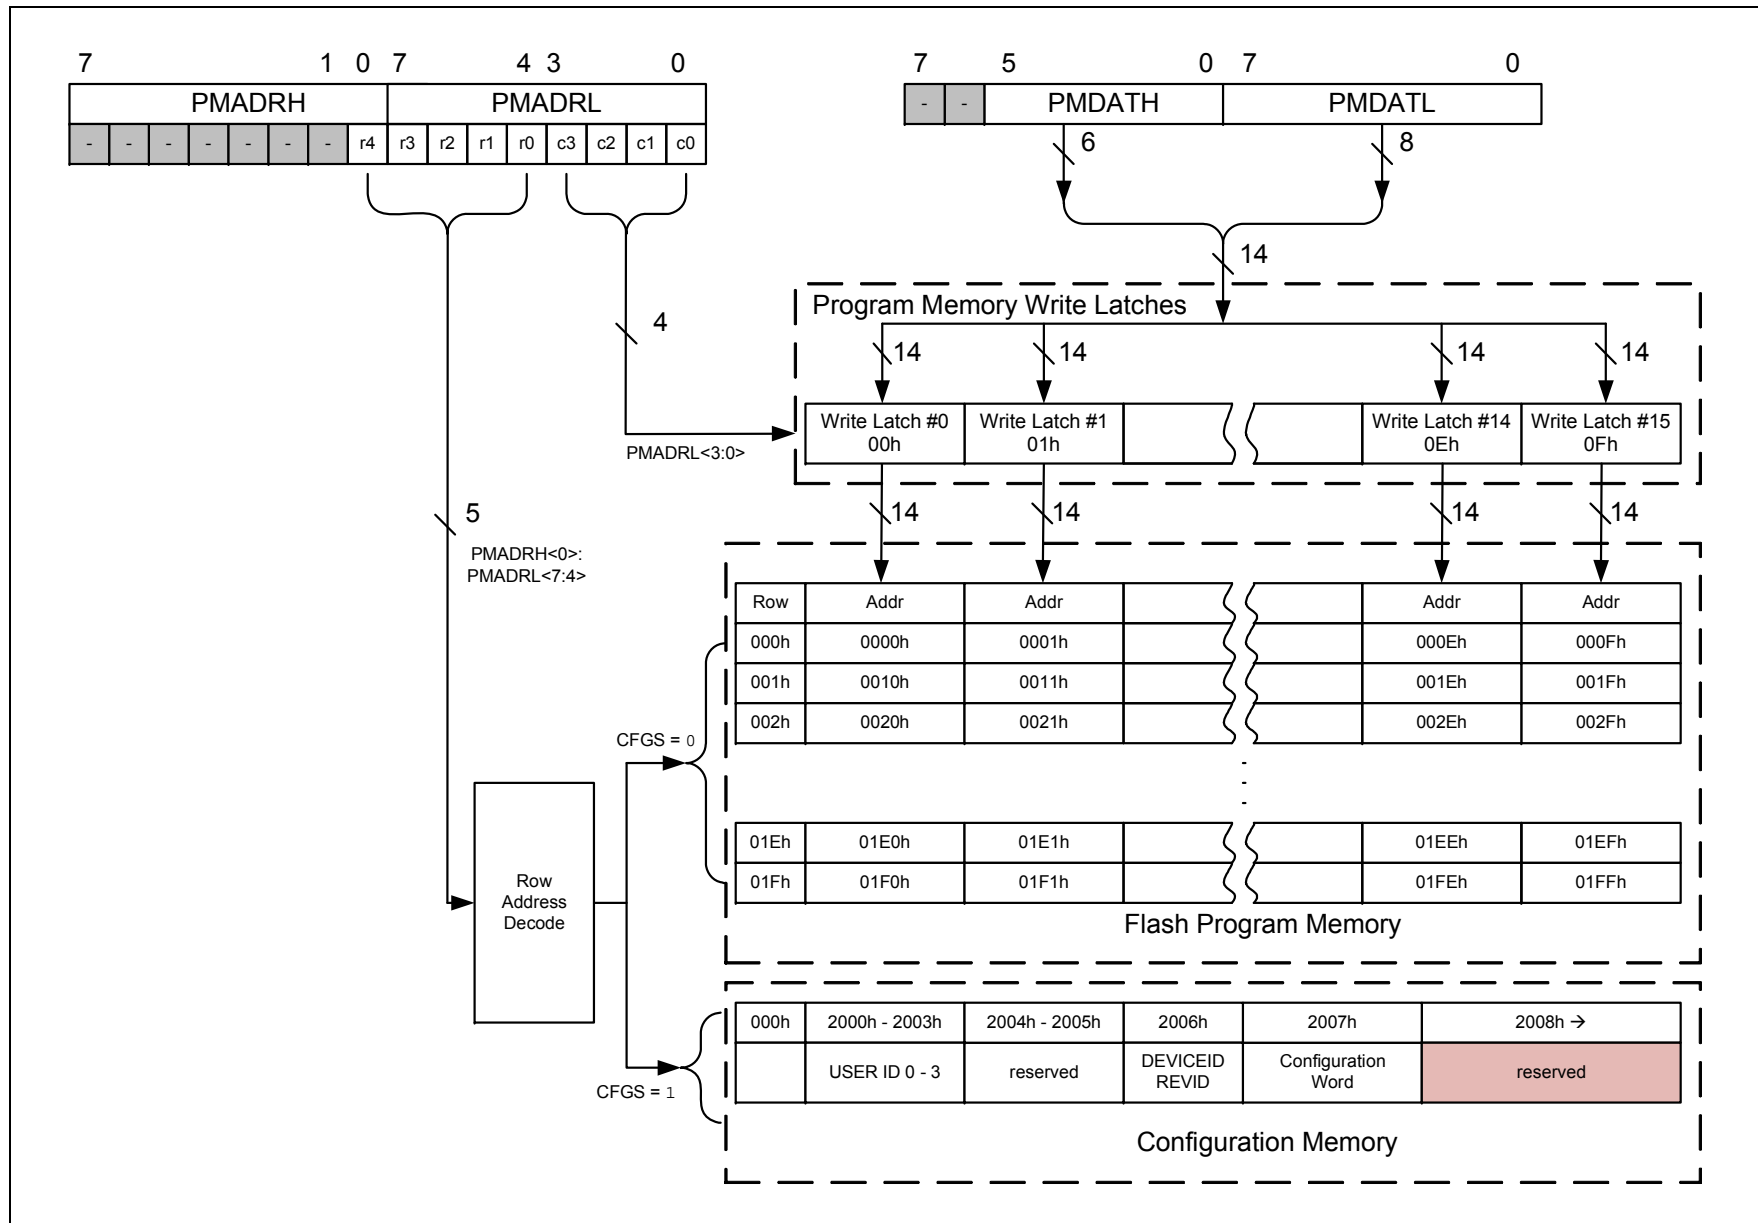 7 1 0 7 4 3 0
PMADRH PMADRL
- - - - - - - r4 r3 r2 r1 r0 c3 c2 c1 c0
7 5 0 7 0
- - PMDATH PMDATL
6 8
14
Program Memory Write Latches
14 14 14 14
4
Write Latch #0 Write Latch #1 Write Latch #14 Write Latch #15
00h 01h 0Eh 0Fh
PMADRL<3:0>
14 14 14 14
5
PMADRH<0>:
PMADRL<7:4>
Row Addr Addr Addr Addr
000h 0000h 0001h 000Eh 000Fh
001h 0010h 0011h 001Eh 001Fh
002h 0020h 0021h 002Eh 002Fh
CFGS = 0
01Eh 01E0h 01E1h 01EEh 01EFh
01Fh 01F0h 01F1h 01FEh 01FFh
Row
Address
Decode
Flash Program Memory
000h 2000h - 2003h 2004h - 2005h 2006h 2007h 2008h →
USER ID 0 - 3 reserved DEVICEID Configuration reserved
REVID Word
CFGS = 1
Configuration Memory